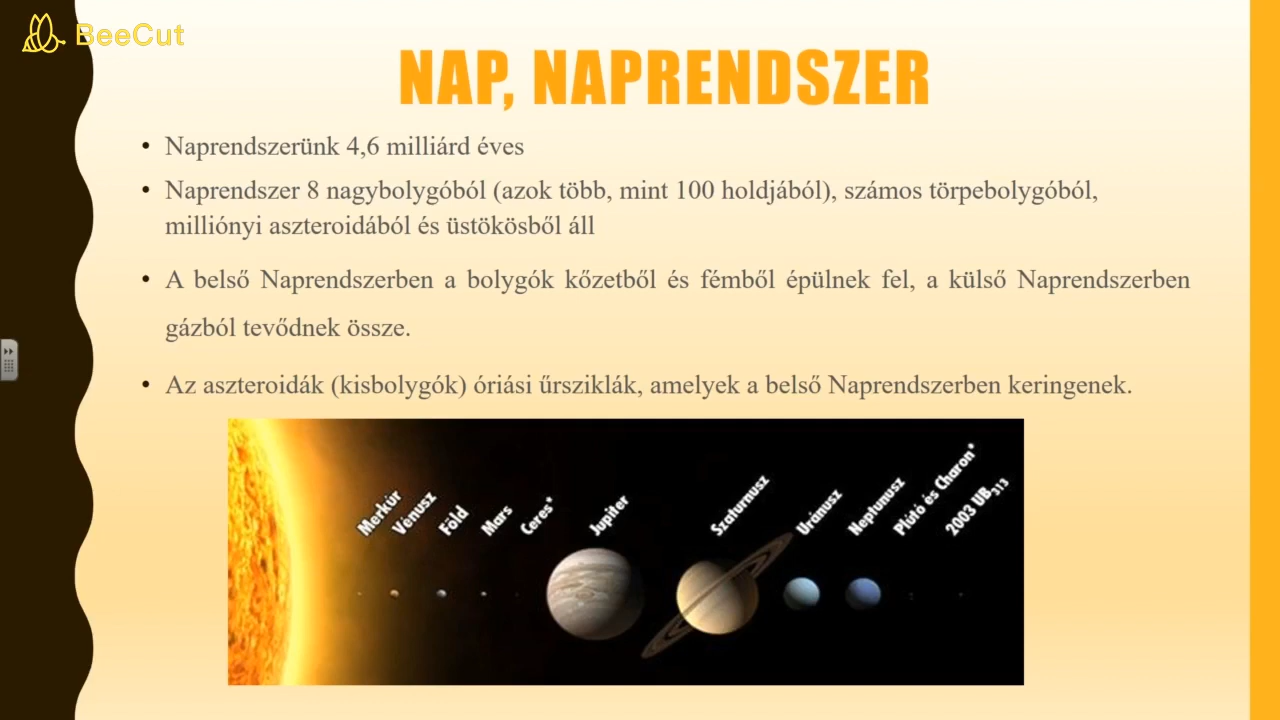 BeeCut
NAP, NAPRENDSZER
• Naprendszerünk 4,6 milliárd éves
• Naprendszer 8 nagybolygóból (azok több, mint 100 holdjából), számos törpebolygóból,
milliónyi aszteroidából és üstökösből áll
• A belső Naprendszerben a bolygók kőzetből és fémből épülnek fel, a külső Naprendszerben
gázból tevődnek össze.
• Az aszteroidák (kisbolygók) óriási űrsziklák, amelyek a belső Naprendszerben keringenek.
Merkúr
Vénusz
Föld
Mars
Ceres*
Jupiter
Szaturnusz
Uránusz
Neptunusz
Plútó és Charon*
2003 UB313